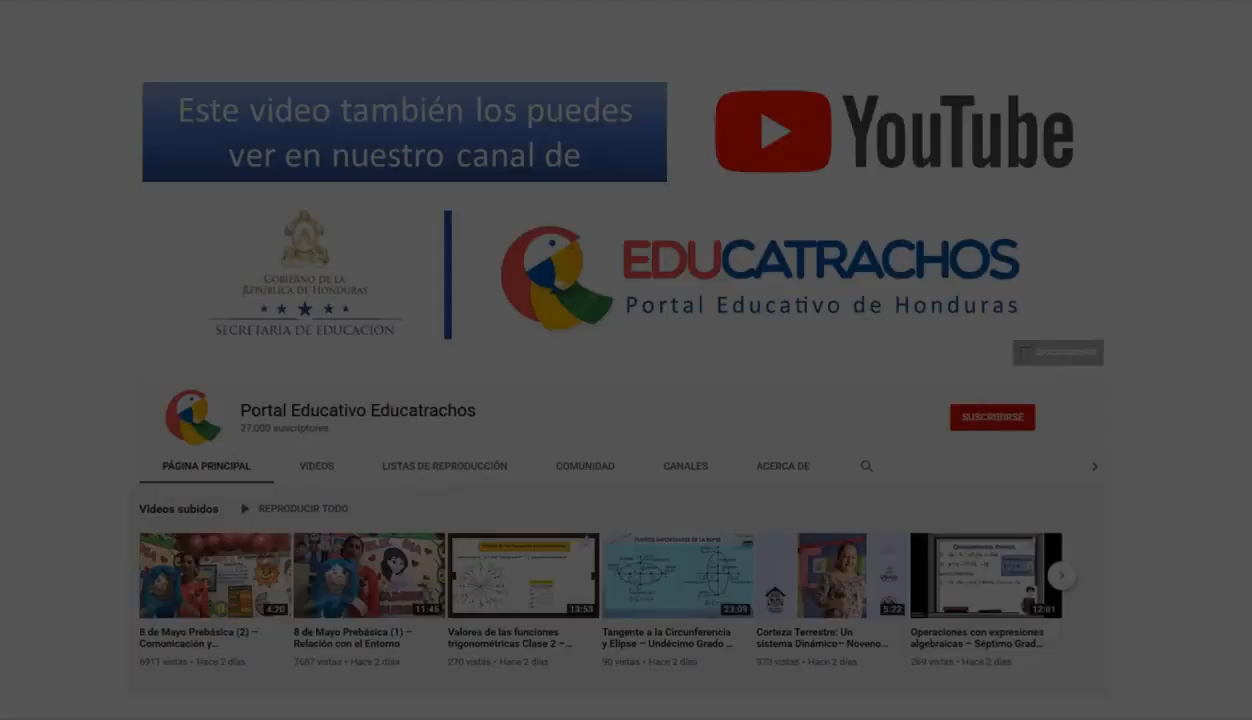 Este video también los puedes
ver en nuestro canal de
YouTube
GOBIERNO DE LA
REPÚBLICA DE HONDURAS
SECRETARÍA DE EDUCACIÓN
EDUCATRACHOS
Portal Educativo de Honduras
Portal Educativo Educatrachos
27,000 suscriptores
SUSCRIBIRSE
PÁGINA PRINCIPAL VIDEOS LISTAS DE REPRODUCCIÓN COMUNIDAD CANALES ACERCA DE
Videos subidos REPRODUCIR TODO
4:20 11:45 13:53 23:09 5:22 12:01
8 de Mayo Prebásica (2) –
Comunicación y...
6911 vistas • Hace 2 días
8 de Mayo Prebásica (1) –
Relación con el Entorno
7687 vistas • Hace 2 días
Valores de las funciones
trigonométricas Clase 2 –...
270 vistas • Hace 2 días
Tangente a la Circunferencia
y Elipse – Undécimo Grado ...
90 vistas • Hace 2 días
Corteza Terrestre: Un
sistema Dinámico– Noveno...
373 vistas • Hace 2 días
Operaciones con expresiones
algebraicas – Séptimo Grad...
269 vistas • Hace 2 días